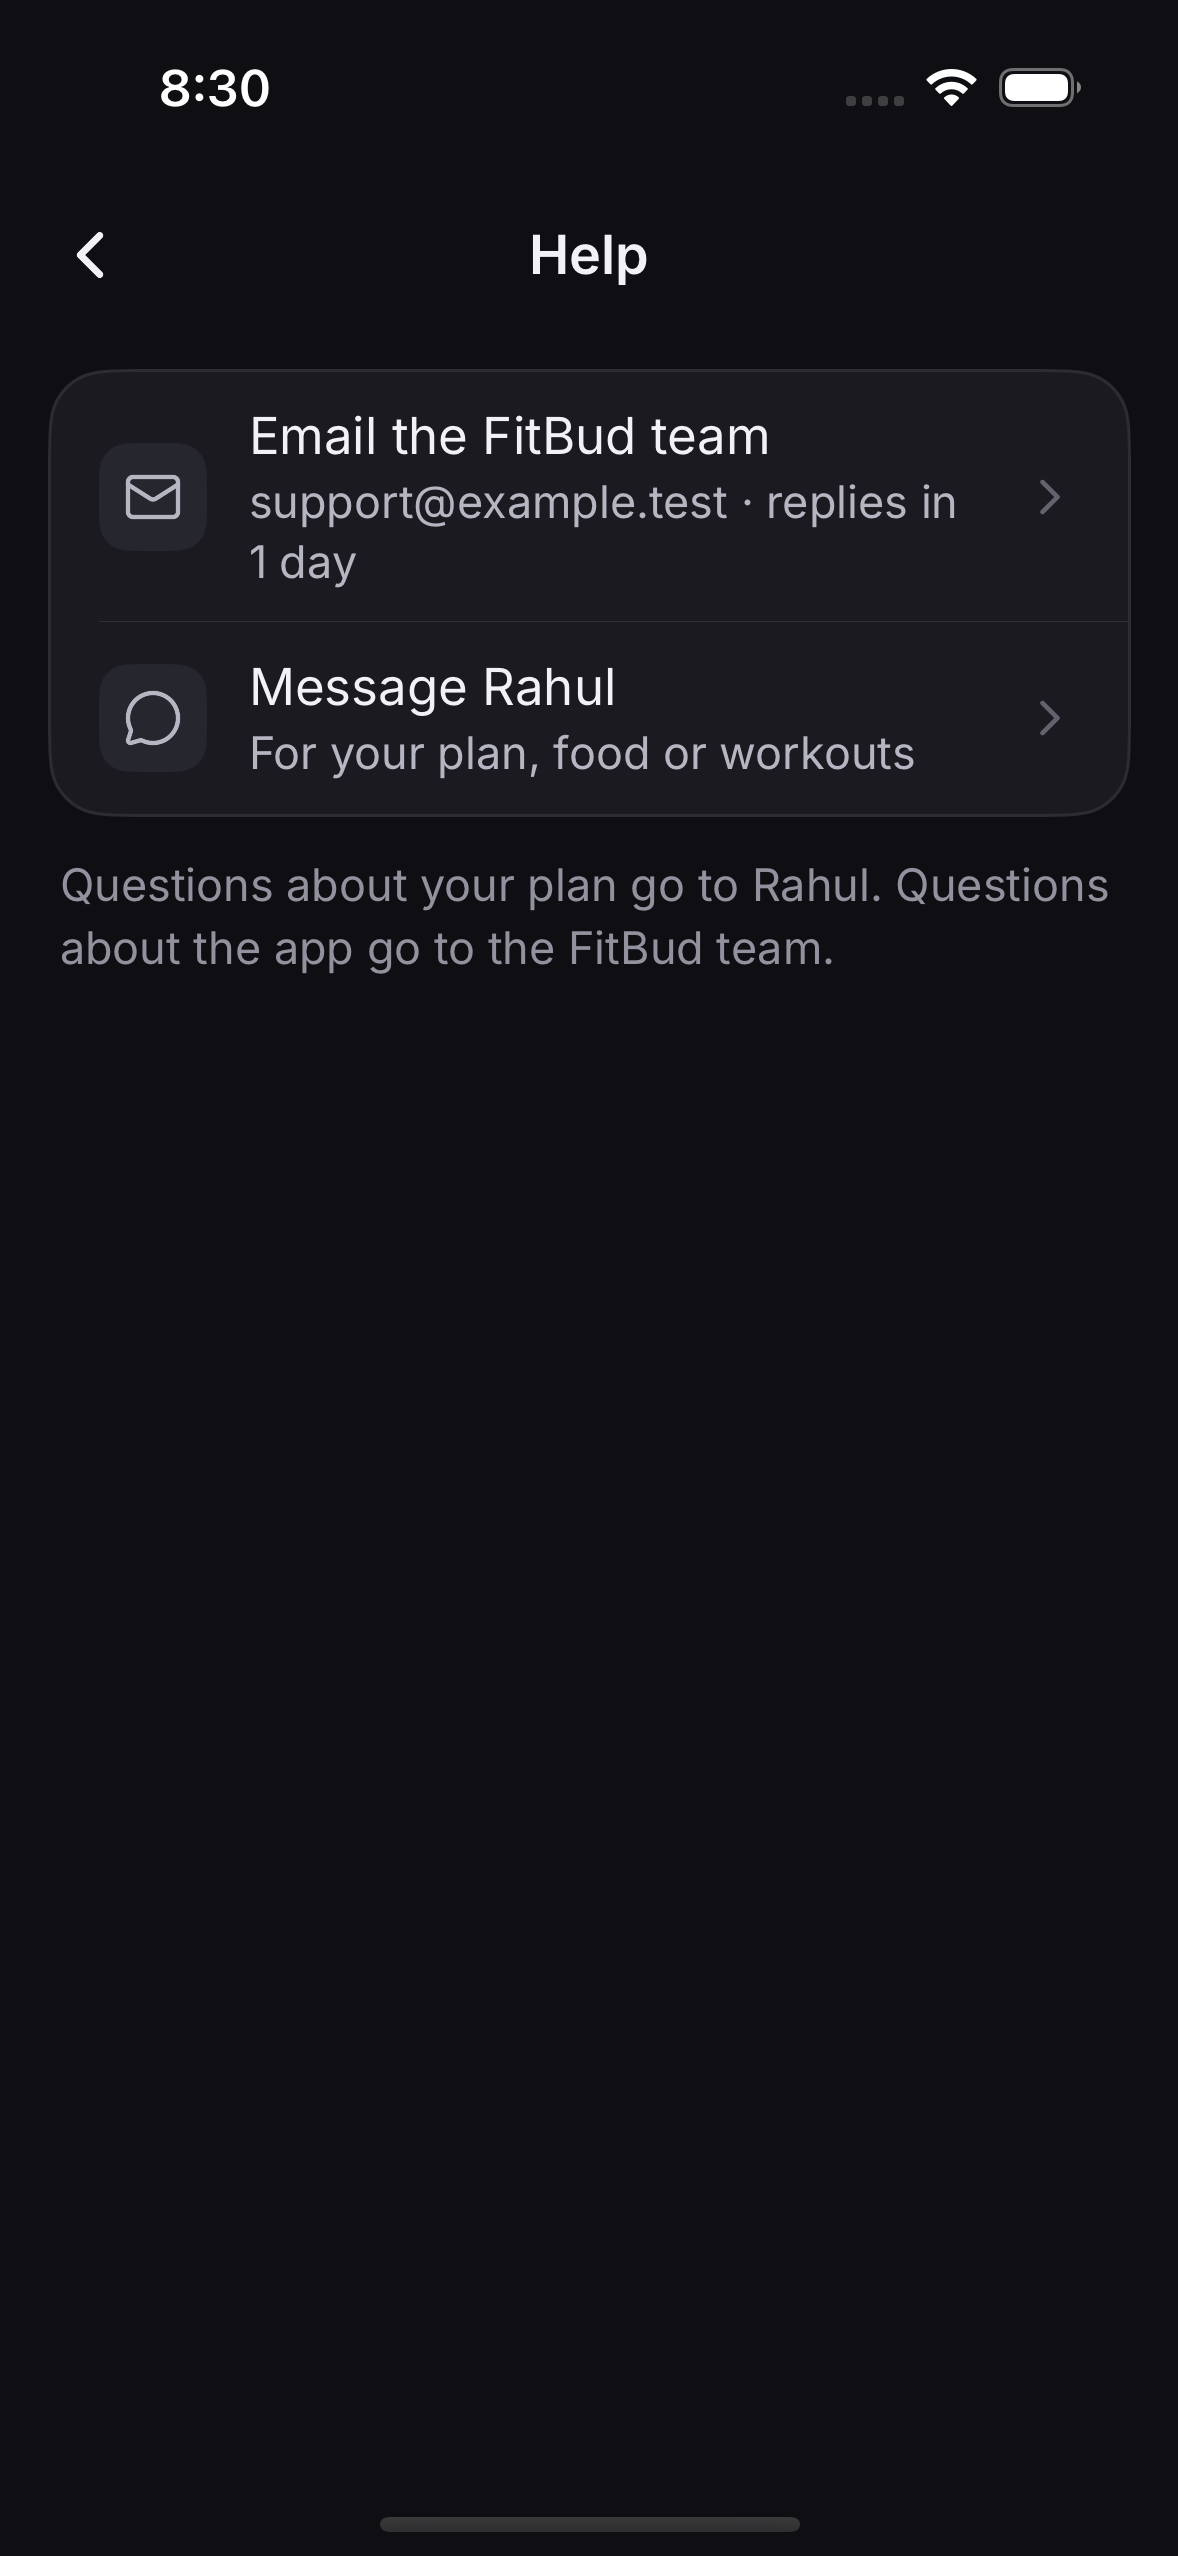 8:30
Help
Email the FitBud team
support@example.test · replies in
1 day
Message Rahul
For your plan, food or workouts
Questions about your plan go to Rahul. Questions
about the app go to the FitBud team.